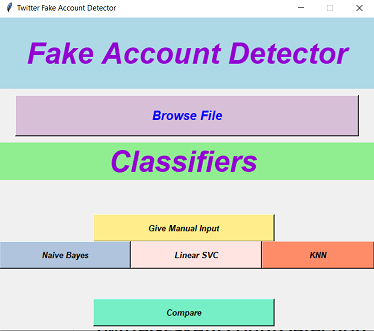 Twitter Fake Account Detector
Fake Account Detector
Browse File
Classifiers
Give Manual Input
Naive Bayes Linear SVC KNN
Compare